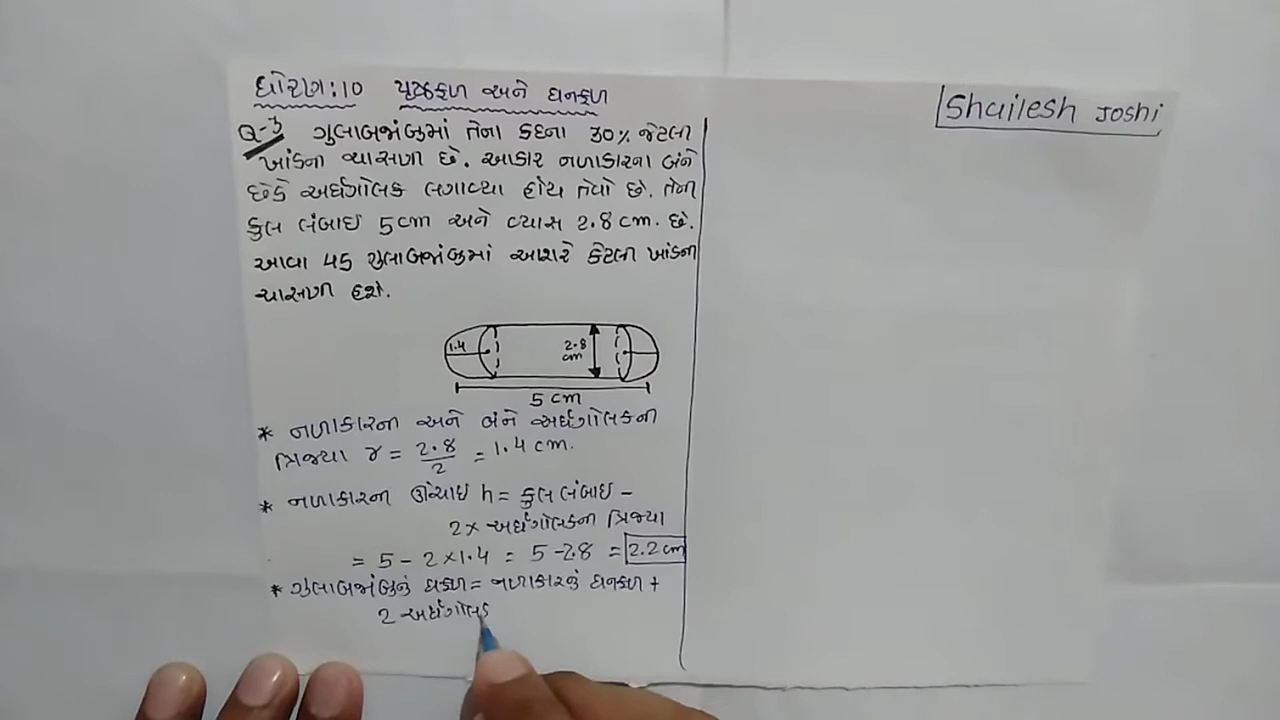 ધોરણ:10 પૃષ્ઠફળ અને ઘનફળ
Shailesh Joshi
Q-3 ગુલાબજાંબુમાં તેના કદના 30% જેટલી
ખાંડની ચાસણી છે. આકાર નળાકારના બંને
છેડે અર્ધગોલક લગાવ્યા હોય તેવો છે. તેની
કુલ લંબાઇ 5cm અને વ્યાસ 2.8 cm. છે.
આવા 45 ગુલાબજાંબુમાં આશરે કેટલી ખાંડની
ચાસણી હશે.
1.4
2.8
cm
5 cm
* નળાકારની અને બંને અર્ધગોલકની
ત્રિજ્યા r = 2.8/2 = 1.4 cm.
* નળાકારની ઊંચાઇ h = કુલ લંબાઇ -
2 x અર્ધગોલકની ત્રિજ્યા
= 5 - 2 x 1.4 = 5 - 2.8 = 2.2 cm
* ગુલાબજાંબુનું ઘફળ = નળાકારનું ઘનફળ +
2 અર્ધગોલક